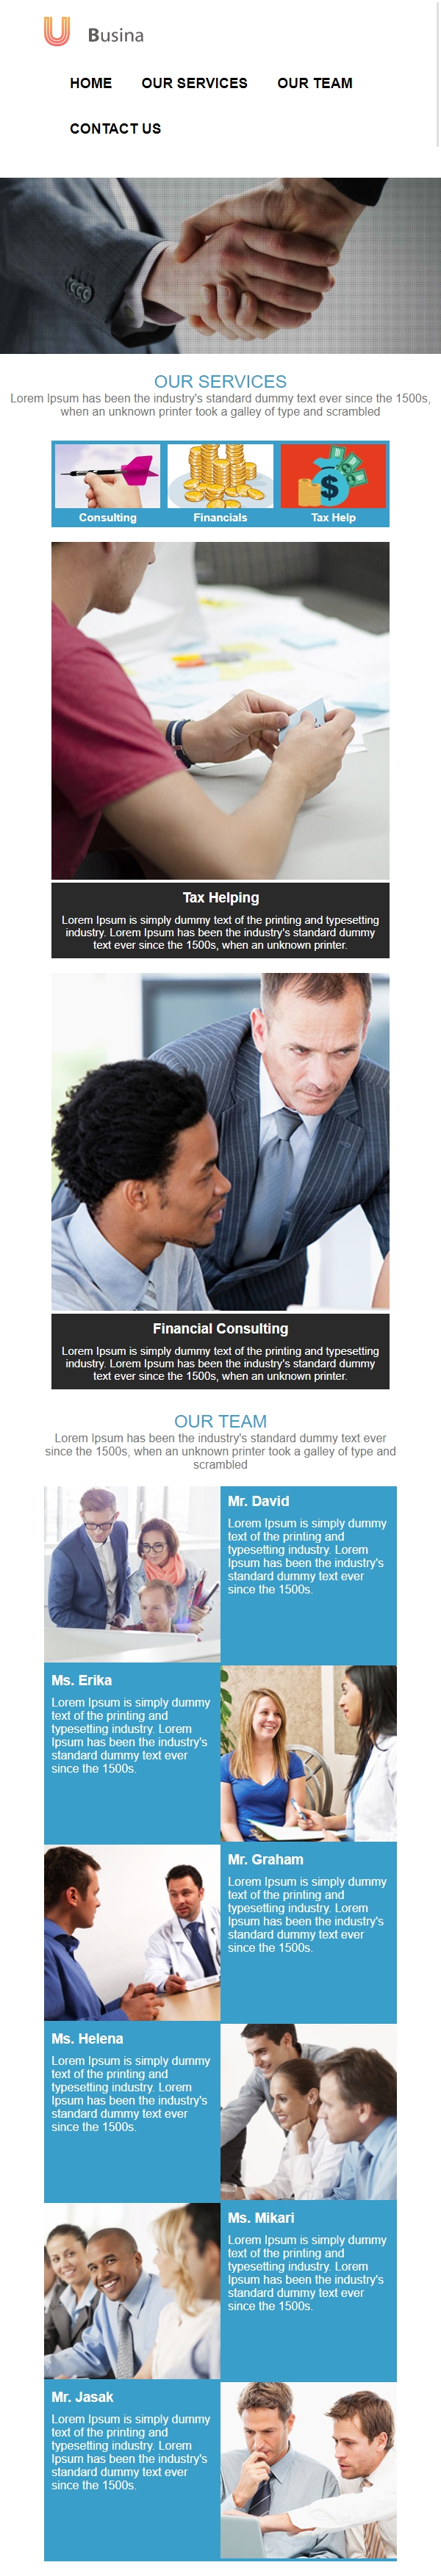 Busina
HOME OUR SERVICES OUR TEAM
CONTACT US
OUR SERVICES
Lorem Ipsum has been the industry's standard dummy text ever since the 1500s,
when an unknown printer took a galley of type and scrambled
Consulting Financials Tax Help
Tax Helping
Lorem Ipsum is simply dummy text of the printing and typesetting
industry. Lorem Ipsum has been the industry's standard dummy
text ever since the 1500s, when an unknown printer.
Financial Consulting
Lorem Ipsum is simply dummy text of the printing and typesetting
industry. Lorem Ipsum has been the industry's standard dummy
text ever since the 1500s, when an unknown printer.
OUR TEAM
Lorem Ipsum has been the industry's standard dummy text ever
since the 1500s, when an unknown printer took a galley of type and
scrambled
Mr. David
Lorem Ipsum is simply dummy
text of the printing and
typesetting industry. Lorem
Ipsum has been the industry's
standard dummy text ever
since the 1500s.
Ms. Erika
Lorem Ipsum is simply dummy
text of the printing and
typesetting industry. Lorem
Ipsum has been the industry's
standard dummy text ever
since the 1500s.
Mr. Graham
Lorem Ipsum is simply dummy
text of the printing and
typesetting industry. Lorem
Ipsum has been the industry's
standard dummy text ever
since the 1500s.
Ms. Helena
Lorem Ipsum is simply dummy
text of the printing and
typesetting industry. Lorem
Ipsum has been the industry's
standard dummy text ever
since the 1500s.
Ms. Mikari
Lorem Ipsum is simply dummy
text of the printing and
typesetting industry. Lorem
Ipsum has been the industry's
standard dummy text ever
since the 1500s.
Mr. Jasak
Lorem Ipsum is simply dummy
text of the printing and
typesetting industry. Lorem
Ipsum has been the industry's
standard dummy text ever
since the 1500s.